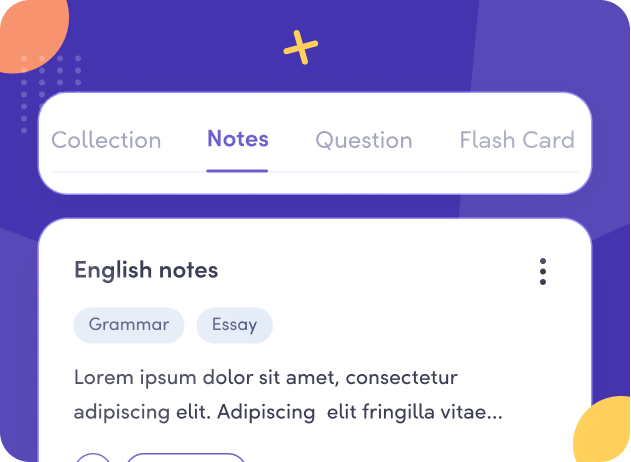 Collection Notes Question Flash Card
English notes
Grammar Essay
Lorem ipsum dolor sit amet, consectetur
adipiscing elit. Adipiscing  elit fringilla vitae...